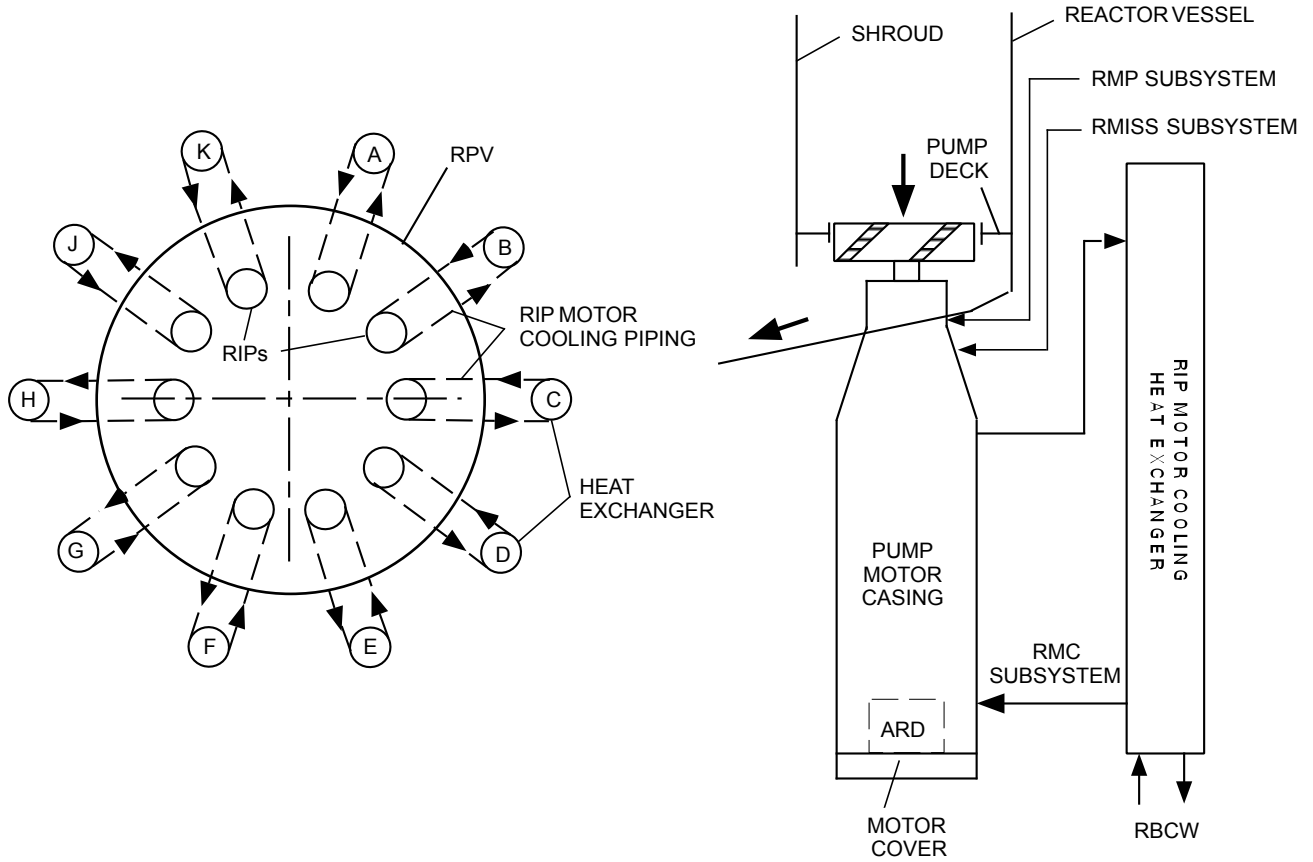 K
A
RPV
J
B
RIP MOTOR
COOLING PIPING
RIPs
H
C
HEAT
EXCHANGER
G
D
F
E
SHROUD
REACTOR VESSEL
RMP SUBSYSTEM
RMISS SUBSYSTEM
PUMP
DECK
RIP MOTOR COOLING
HEAT EXCHANGER
PUMP
MOTOR
CASING
RMC
SUBSYSTEM
ARD
MOTOR
COVER
RBCW